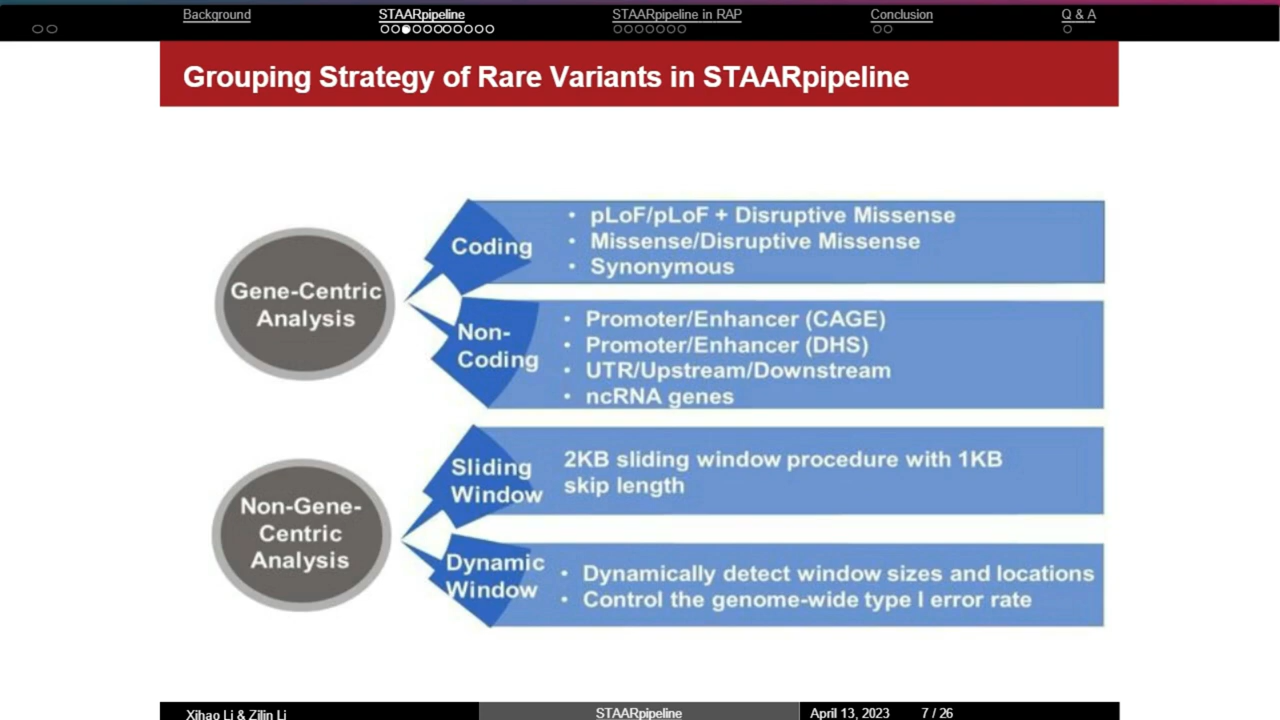 Background
STAARpipeline
STAARpipeline in RAP
Conclusion
Q & A
Grouping Strategy of Rare Variants in STAARpipeline
Gene-Centric
Analysis
Coding
• pLoF/pLoF + Disruptive Missense
• Missense/Disruptive Missense
• Synonymous
Non-
Coding
• Promoter/Enhancer (CAGE)
• Promoter/Enhancer (DHS)
• UTR/Upstream/Downstream
• ncRNA genes
Non-Gene-
Centric
Analysis
Sliding
Window
2KB sliding window procedure with 1KB
skip length
Dynamic
Window
• Dynamically detect window sizes and locations
• Control the genome-wide type I error rate
Xihao Li & Zilin Li
STAARpipeline
April 13, 2023
7 / 26